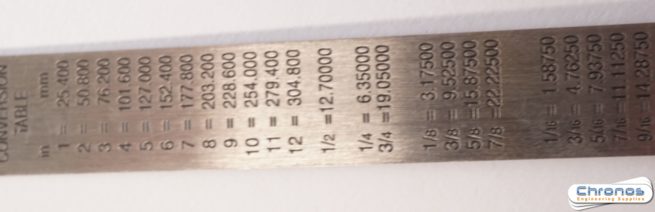 CONVERSION
TABLE
in mm
1 = 25.400
2 = 50.800
3 = 76.200
4 = 101.600
5 = 127.000
6 = 152.400
7 = 177.800
8 = 203.200
9 = 228.600
10 = 254.000
11 = 279.400
12 = 304.800
1/2 = 12.70000
1/4 = 6.35000
3/4 = 19.05000
1/8 = 3.17500
3/8 = 9.52500
5/8 = 15.87500
7/8 = 22.22500
1/16 = 1.58750
3/16 = 4.76250
5/16 = 7.93750
7/16 = 11.11250
9/16 = 14.28750
Chronos
Engineering Supplies